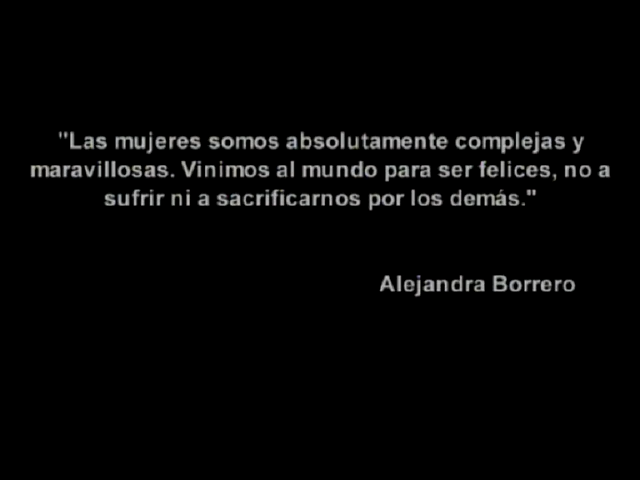 "Las mujeres somos absolutamente complejas y
maravillosas. Vinimos al mundo para ser felices, no a
sufrir ni a sacrificarnos por los demás."
Alejandra Borrero